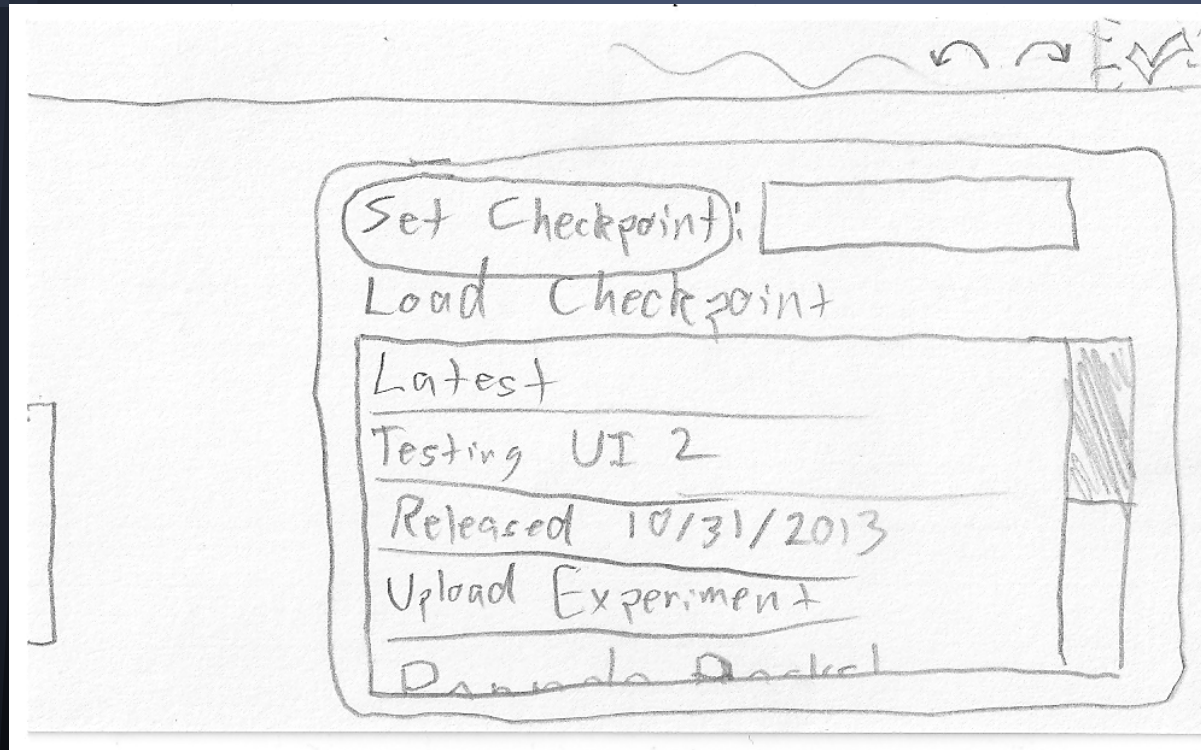 Set Checkpoint:
Load Checkpoint
Latest
Testing UI 2
Released 10/31/2013
Upload Experiment